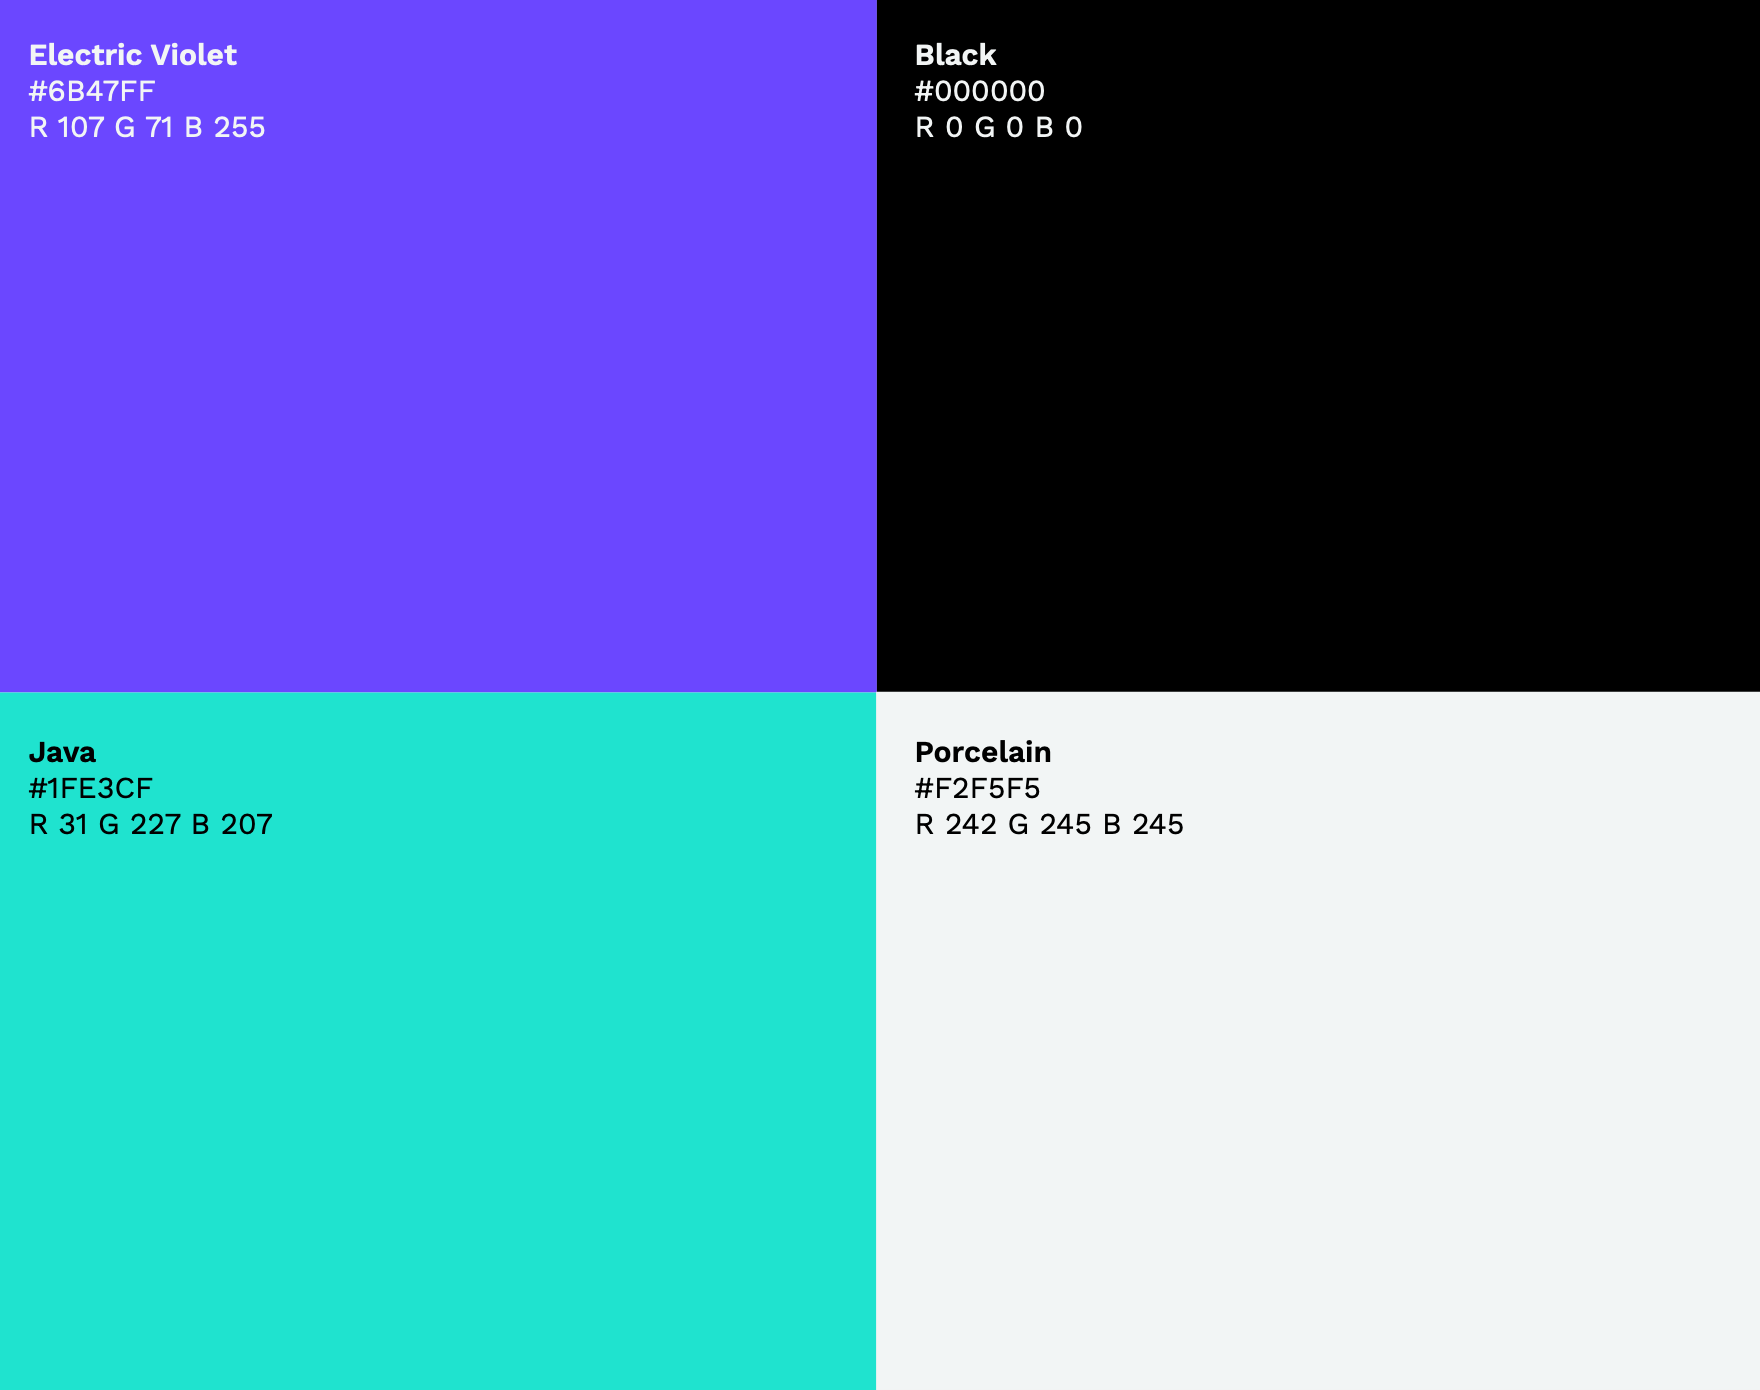 Electric Violet
#6B47FF
R 107 G 71 B 255
Black
#000000
R 0 G 0 B 0
Java
#1FE3CF
R 31 G 227 B 207
Porcelain
#F2F5F5
R 242 G 245 B 245